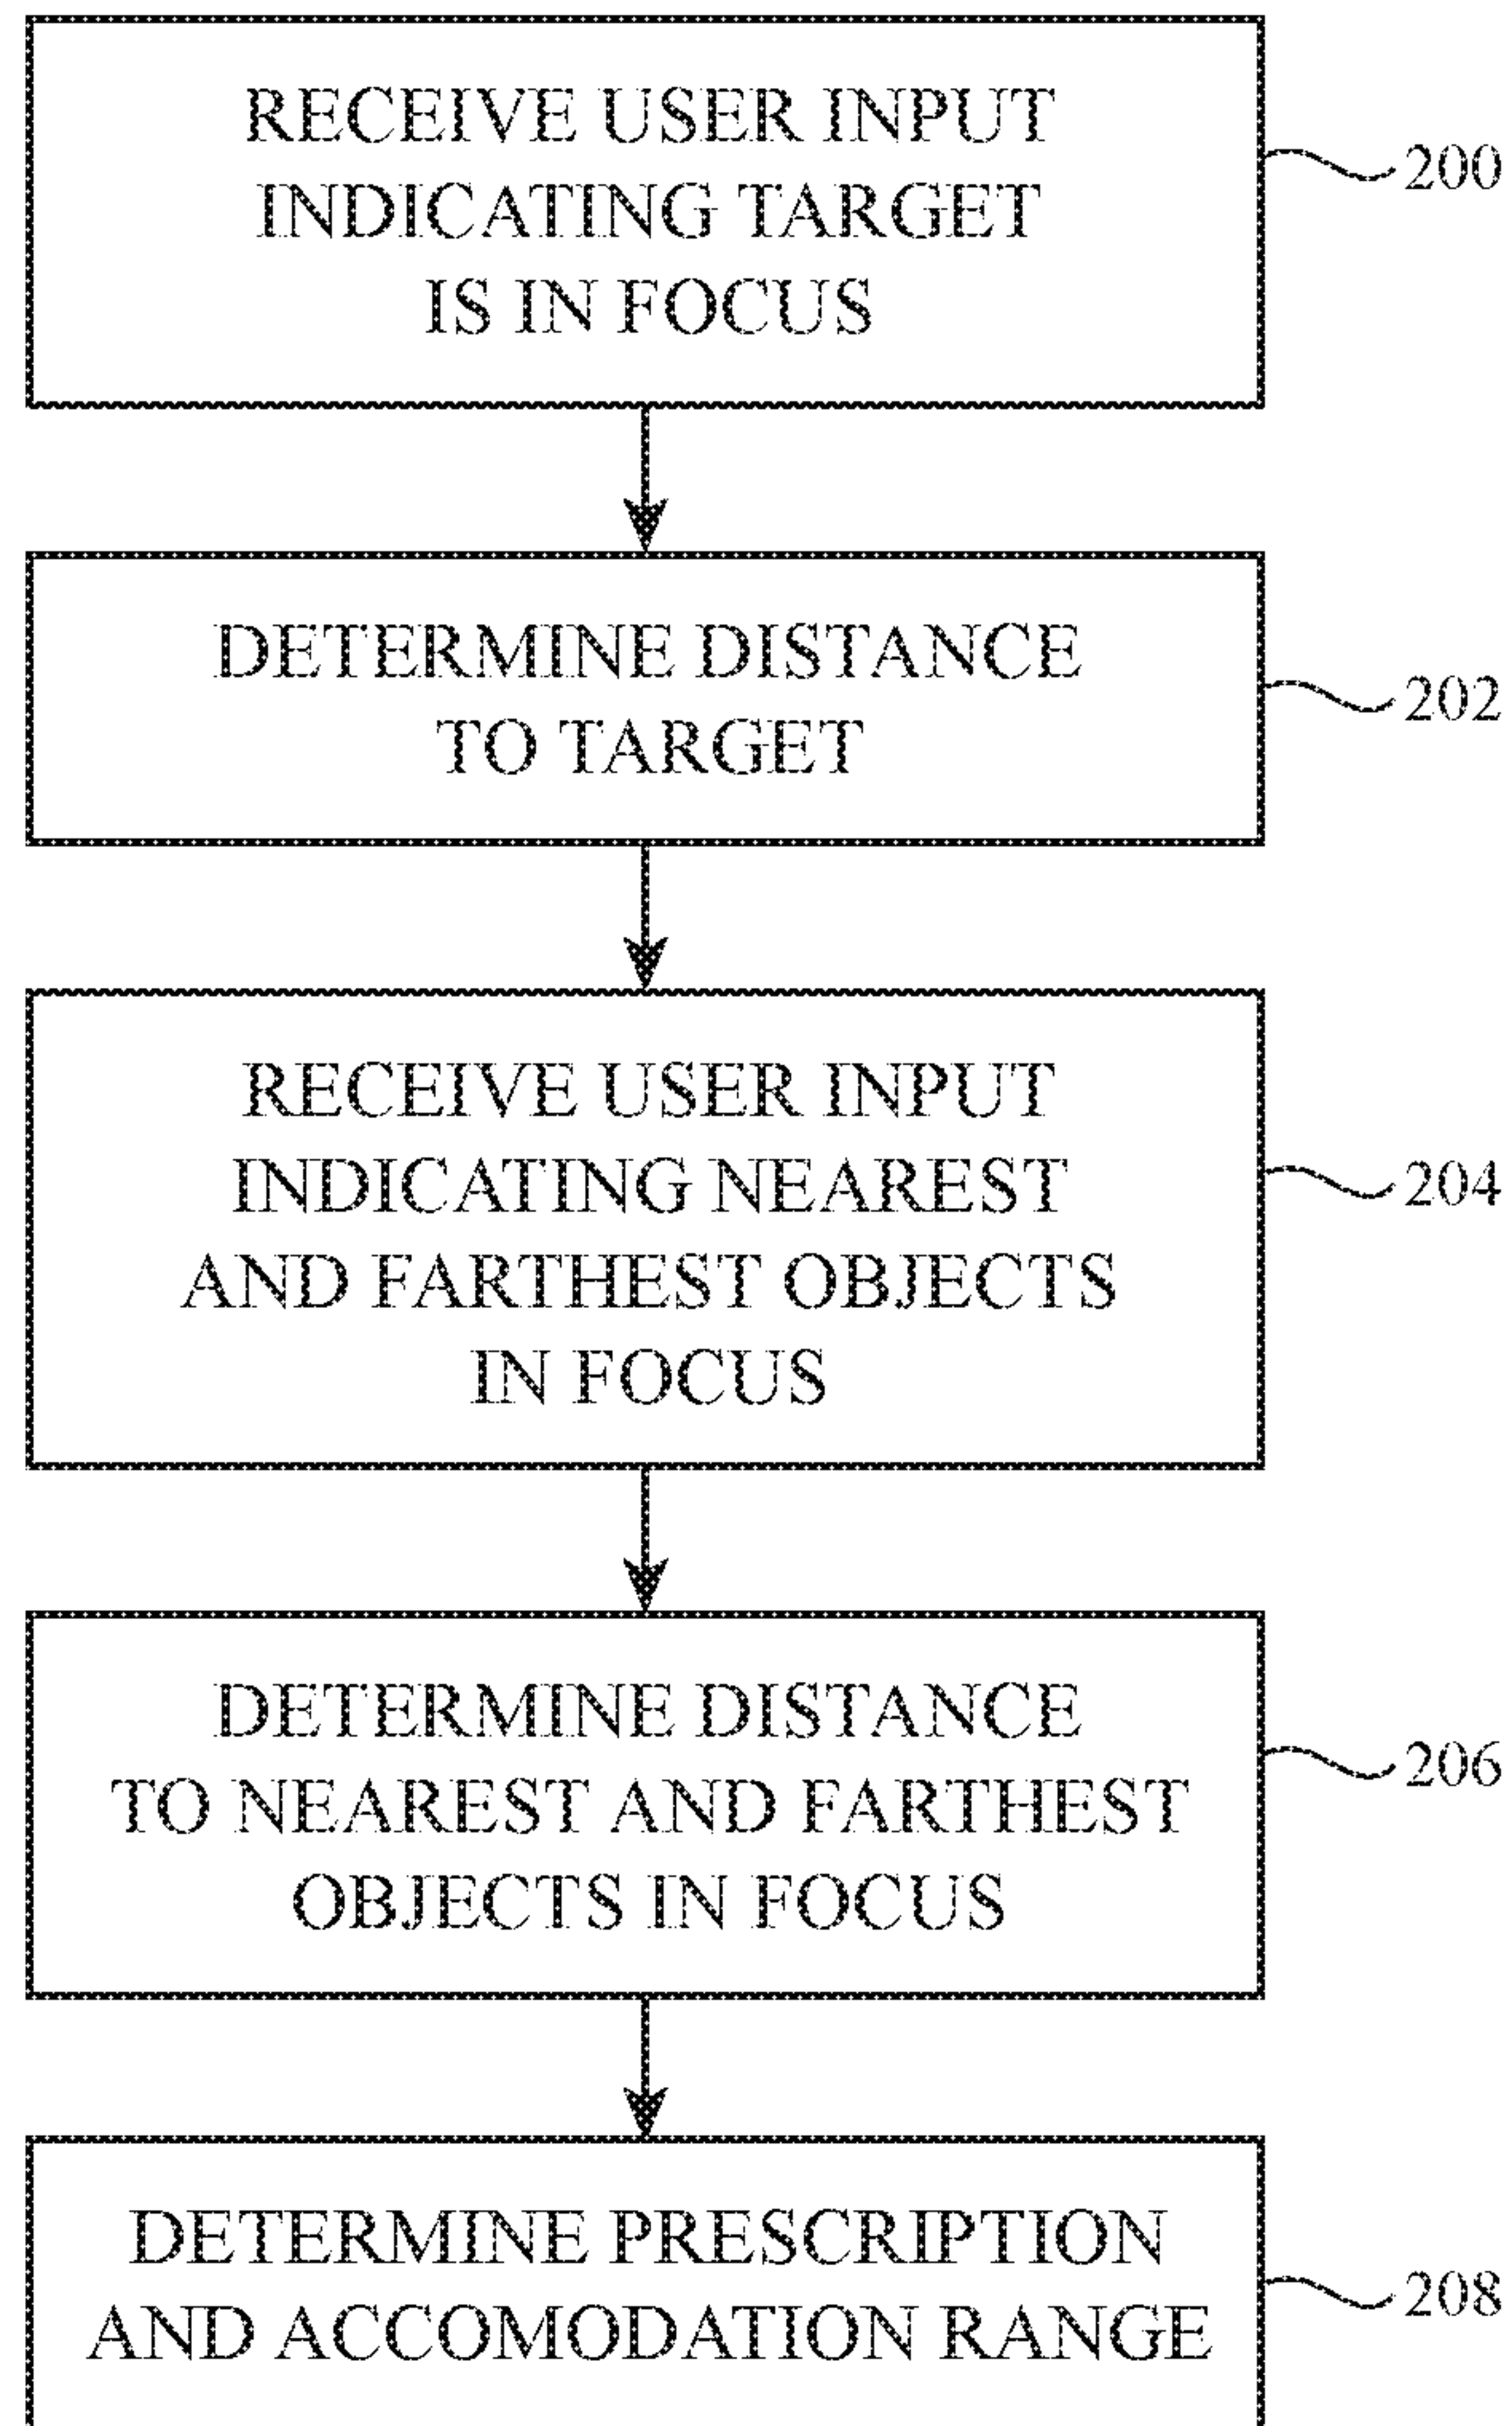 RECEIVE USER INPUT
INDICATING TARGET
IS IN FOCUS
200
DETERMINE DISTANCE
TO TARGET
202
RECEIVE USER INPUT
INDICATING NEAREST
AND FARTHEST OBJECTS
IN FOCUS
204
DETERMINE DISTANCE
TO NEAREST AND FARTHEST
OBJECTS IN FOCUS
206
DETERMINE PRESCRIPTION
AND ACCOMODATION RANGE
208